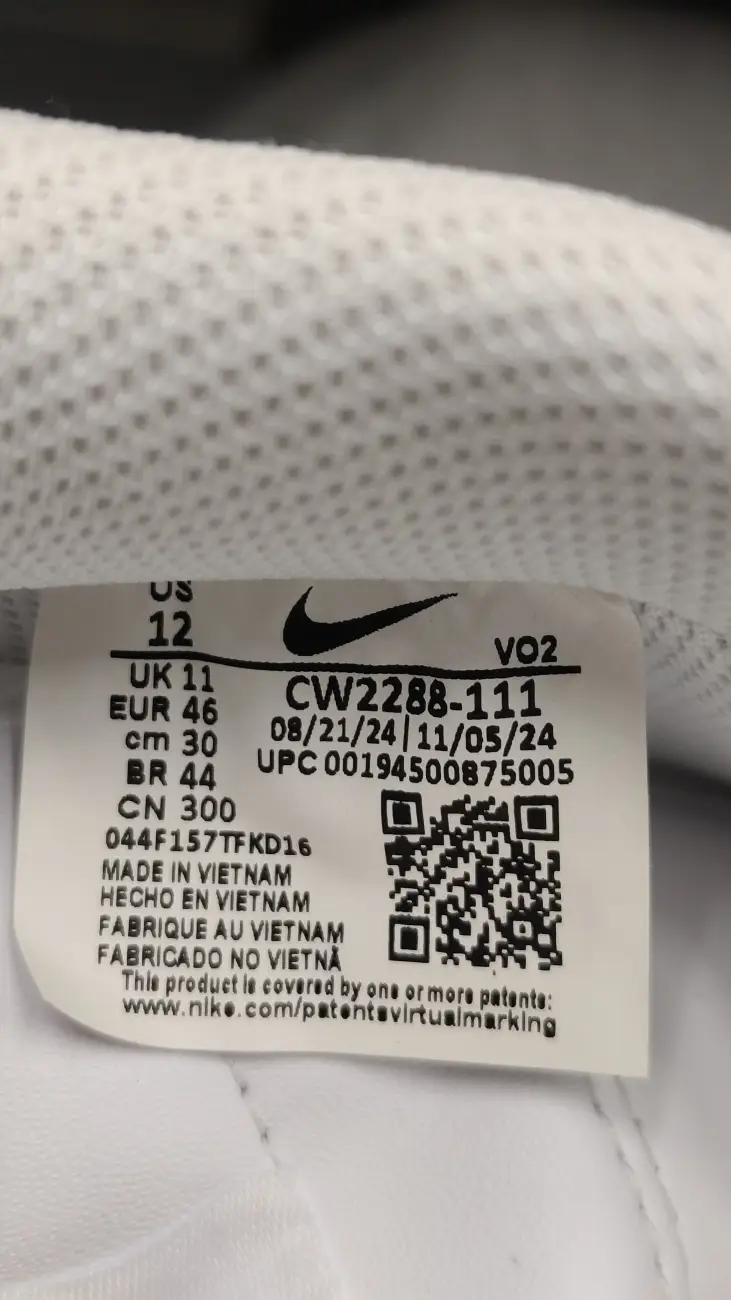 US
12
VO2
UK 11
EUR 46
cm 30
BR 44
CN 300
CW2288-111
08/21/24|11/05/24
UPC 00194500875005
044F157TFKD16
MADE IN VIETNAM
HECHO EN VIETNAM
FABRIQUE AU VIETNAM
FABRICADO NO VIETNÃ
This product is covered by one or more patents:
www.nike.com/patentsvirtualmarking